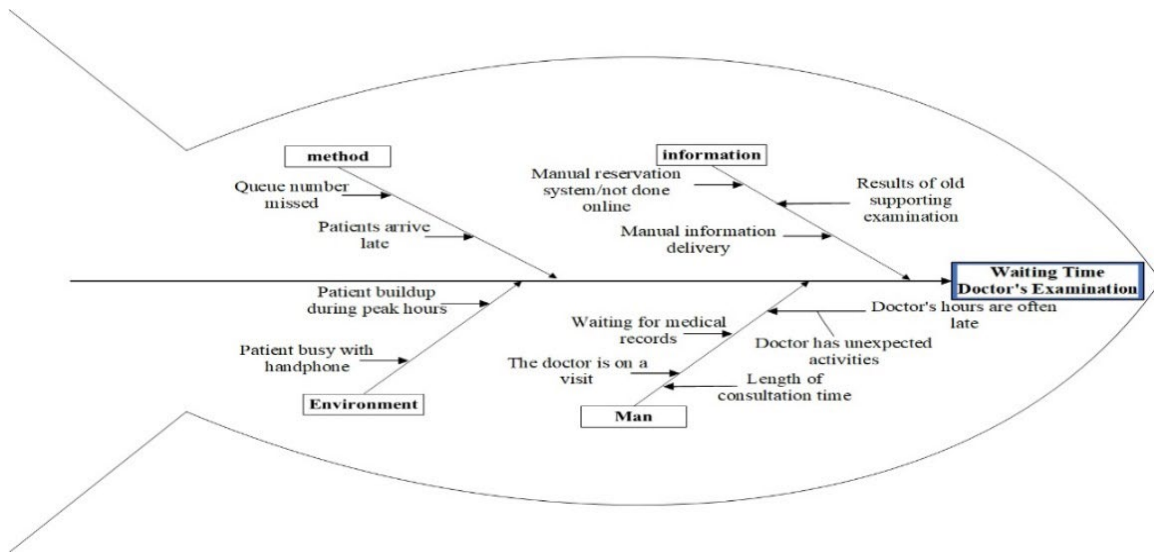 method
Queue number
missed
Patients arrive
late
information
Manual reservation
system/not done
online
Results of old
supporting
examination
Manual information
delivery
Waiting Time
Doctor's Examination
Patient buildup
during peak hours
Patient busy with
handphone
Environment
Waiting for medical
records
The doctor is on a
visit
Doctor's hours are often
late
Doctor has unexpected
activities
Length of
consultation time
Man